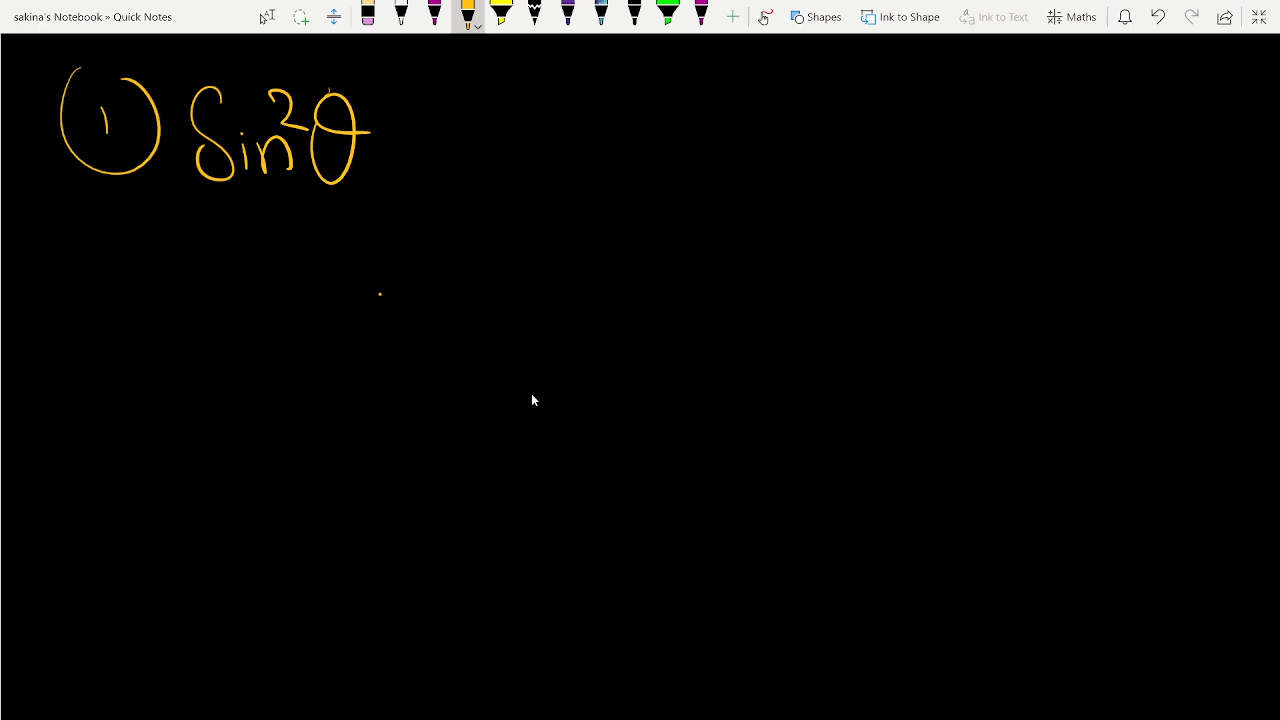 sakina's Notebook » Quick Notes
Shapes
Ink to Shape
Ink to Text
Maths
① Sin²θ